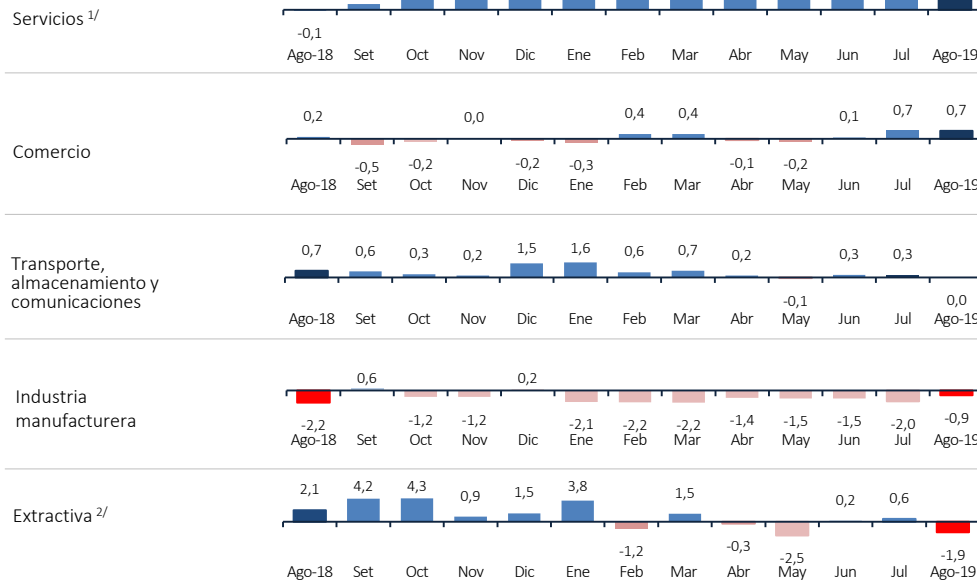 Servicios 1/
-0,1
Ago-18 Set Oct Nov Dic Ene Feb Mar Abr May Jun Jul Ago-19
Comercio
0,2 -0,5 -0,2 0,0 -0,2 -0,3 0,4 0,4 -0,1 -0,2 0,1 0,7 0,7
Ago-18 Set Oct Nov Dic Ene Feb Mar Abr May Jun Jul Ago-19
Transporte,
almacenamiento y
comunicaciones
0,7 0,6 0,3 0,2 1,5 1,6 0,6 0,7 0,2 -0,1 0,3 0,3 0,0
Ago-18 Set Oct Nov Dic Ene Feb Mar Abr May Jun Jul Ago-19
Industria
manufacturera
-2,2 0,6 -1,2 -1,2 0,2 -2,1 -2,2 -2,2 -1,4 -1,5 -1,5 -2,0 -0,9
Ago-18 Set Oct Nov Dic Ene Feb Mar Abr May Jun Jul Ago-19
Extractiva 2/
2,1 4,2 4,3 0,9 1,5 3,8 -1,2 1,5 -0,3 -2,5 0,2 0,6 -1,9
Ago-18 Set Oct Nov Dic Ene Feb Mar Abr May Jun Jul Ago-19